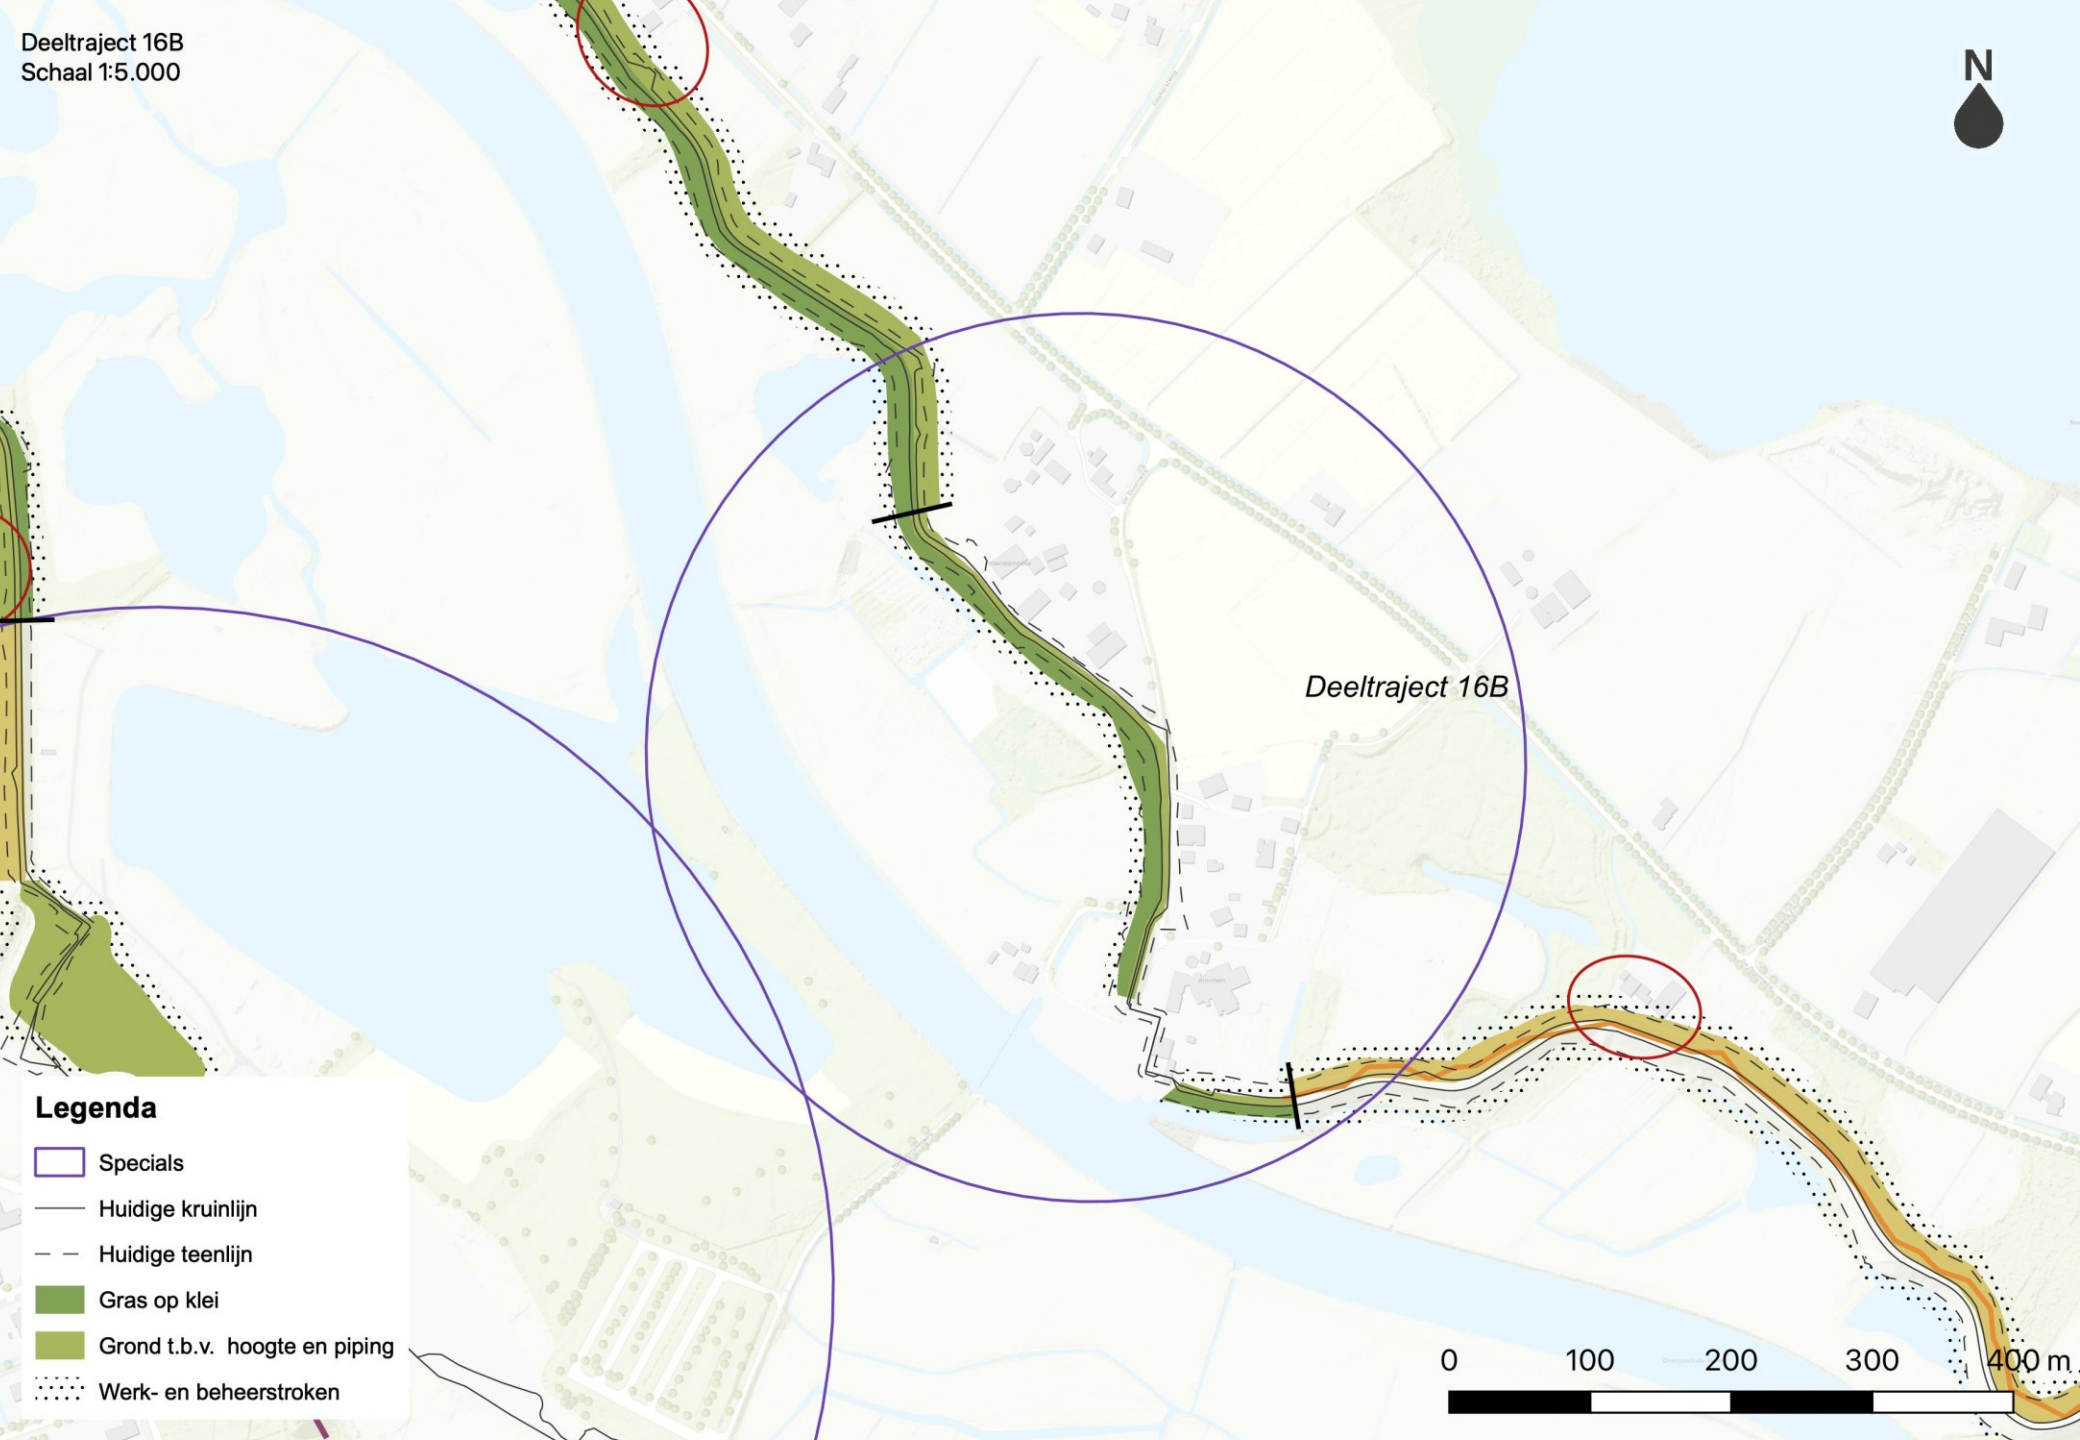 Deeltraject 16B
Schaal 1:5.000
N
Deeltraject 16B
Legenda
Specials
Huidige kruinlijn
Huidige teenlijn
Gras op klei
Grond t.b.v. hoogte en piping
Werk- en beheerstroken
0 100 200 300 400 m